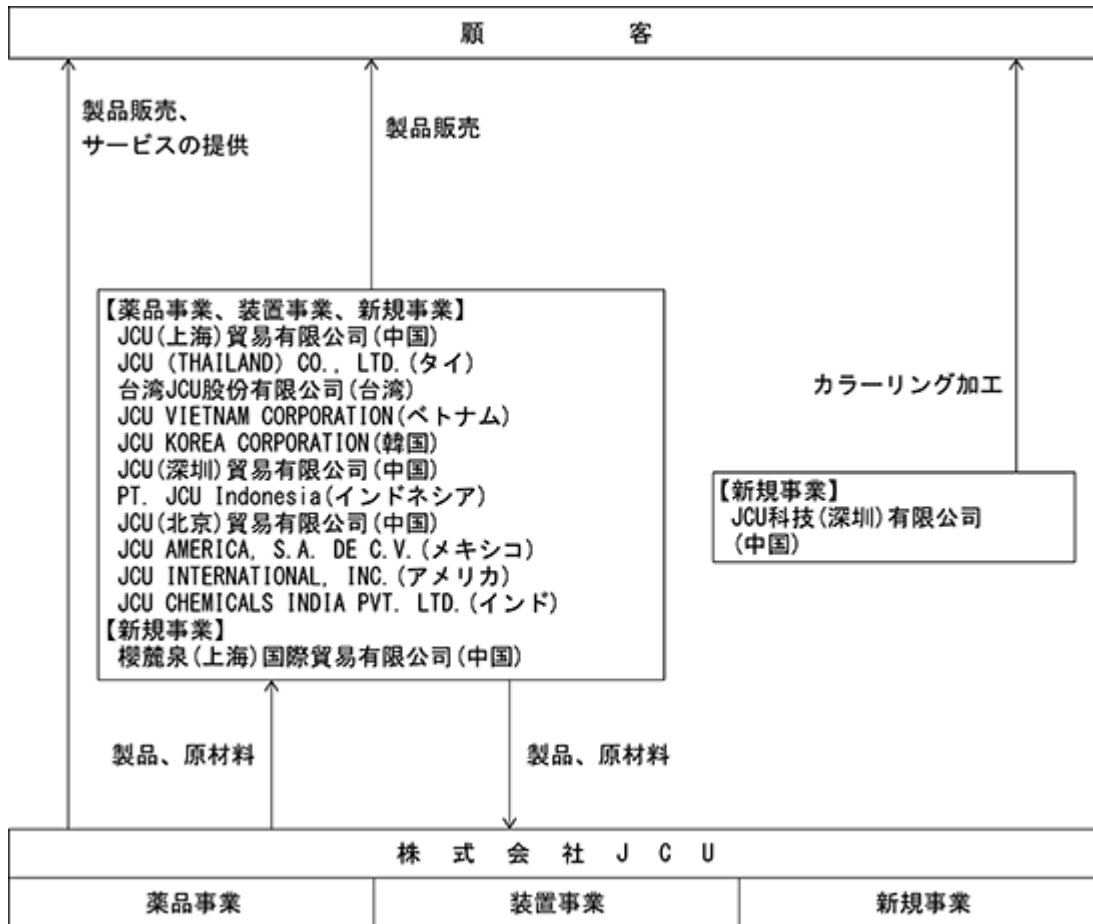 顧客
製品販売、
サービスの提供
製品販売
カラーリング加工
【薬品事業、装置事業、新規事業】
JCU(上海)貿易有限公司(中国)
JCU (THAILAND) CO., LTD.(タイ)
台湾JCU股份有限公司(台湾)
JCU VIETNAM CORPORATION(ベトナム)
JCU KOREA CORPORATION(韓国)
JCU(深圳)貿易有限公司(中国)
PT. JCU Indonesia(インドネシア)
JCU(北京)貿易有限公司(中国)
JCU AMERICA, S.A. DE C.V.(メキシコ)
JCU INTERNATIONAL, INC.(アメリカ)
JCU CHEMICALS INDIA PVT. LTD.(インド)
【新規事業】
櫻麓泉(上海)国際貿易有限公司(中国)
【新規事業】
JCU科技(深圳)有限公司
(中国)
製品、原材料
製品、原材料
株式会社JCU
薬品事業
装置事業
新規事業